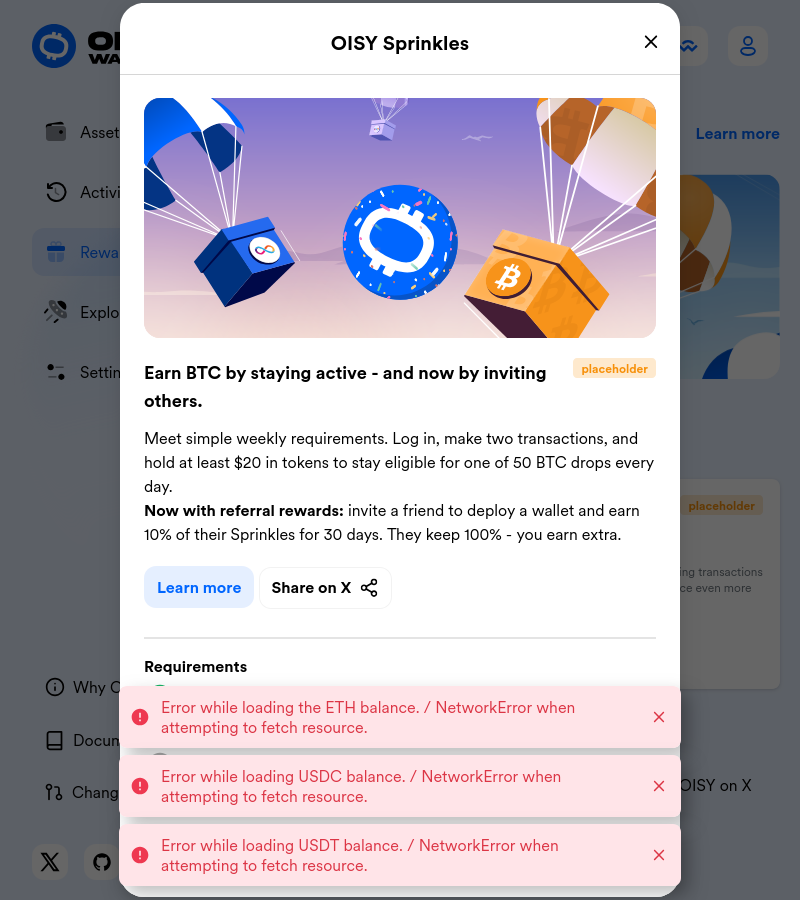 OISY Sprinkles
Learn more
Earn BTC by staying active - and now by inviting
others.
placeholder
Meet simple weekly requirements. Log in, make two transactions, and
hold at least $20 in tokens to stay eligible for one of 50 BTC drops every
day.
Now with referral rewards: invite a friend to deploy a wallet and earn
10% of their Sprinkles for 30 days. They keep 100% - you earn extra.
Learn more
Share on X
Requirements
Error while loading the ETH balance. / NetworkError when
attempting to fetch resource.
Error while loading USDC balance. / NetworkError when
attempting to fetch resource.
Error while loading USDT balance. / NetworkError when
attempting to fetch resource.
Asset
Activi
Rewa
Explo
Settin
Why O
Docun
Chang
placeholder
ing transactions
ce even more
OISY on X